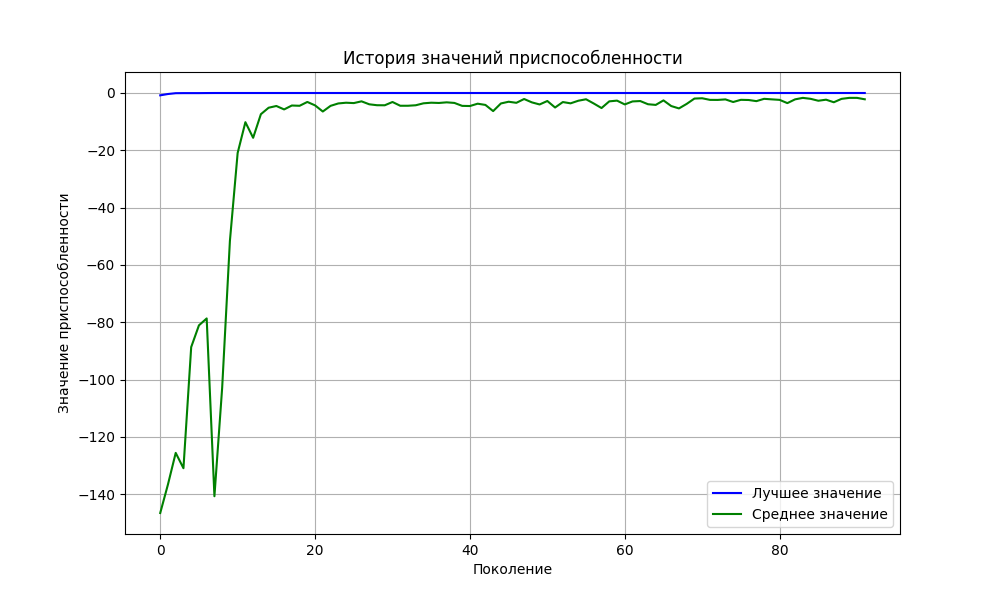 История значений приспособленности
Значение приспособленности
0
−20
−40
−60
−80
−100
−120
−140
0 20 40 60 80
Поколение
Лучшее значение
Среднее значение